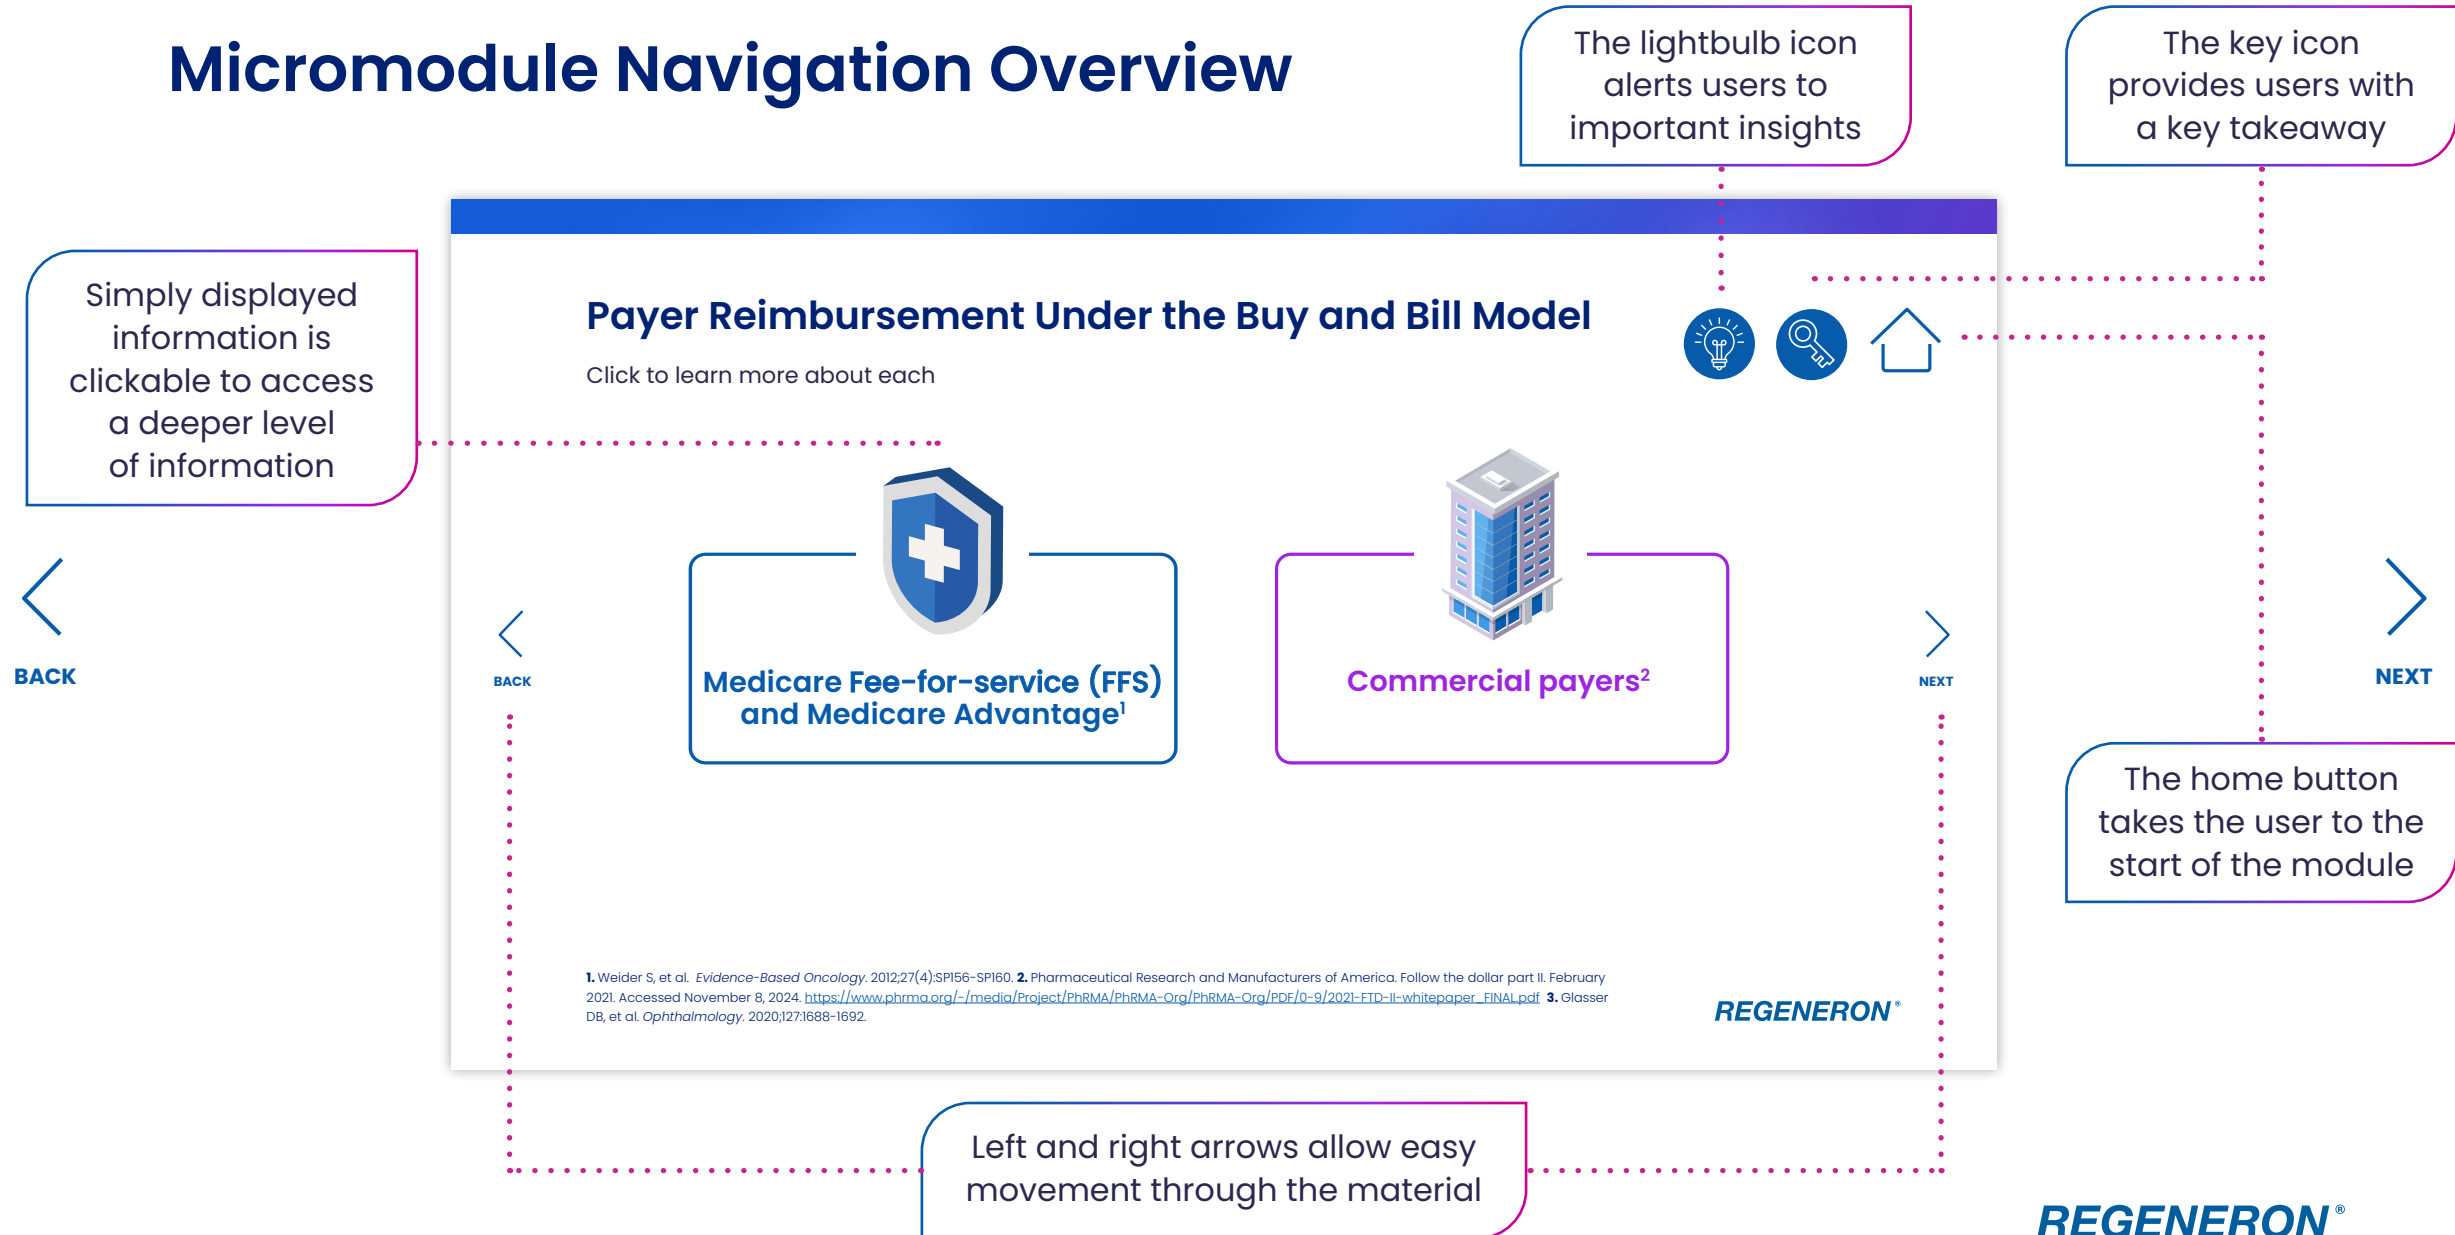 Micromodule Navigation Overview
The lightbulb icon
alerts users to
important insights
The key icon
provides users with
a key takeaway
Simply displayed
information is
clickable to access
a deeper level
of information
Payer Reimbursement Under the Buy and Bill Model
Click to learn more about each
BACK
BACK
Medicare Fee-for-service (FFS)
and Medicare Advantage¹
Commercial payers²
NEXT
NEXT
The home button
takes the user to the
start of the module
1. Weider S, et al. Evidence-Based Oncology. 2012;27(4):SP156-SP160. 2. Pharmaceutical Research and Manufacturers of America. Follow the dollar part II. February
2021. Accessed November 8, 2024. https://www.phrma.org/-/media/Project/PhRMA/PhRMA-Org/PhRMA-Org/PDF/0-9/2021-FTD-II-whitepaper_FINAL.pdf 3. Glasser
DB, et al. Ophthalmology. 2020;127:1688-1692.
REGENERON®
Left and right arrows allow easy
movement through the material
REGENERON®